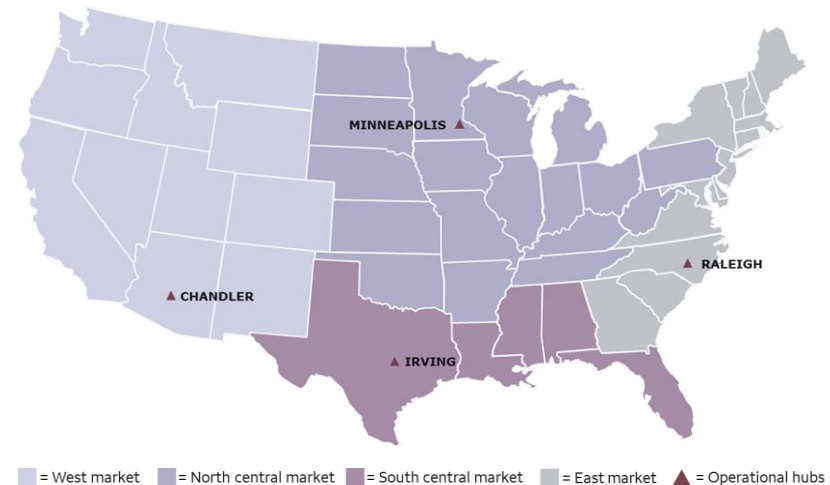 MINNEAPOLIS
RALEIGH
CHANDLER
IRVING
= West market = North central market = South central market = East market = Operational hubs